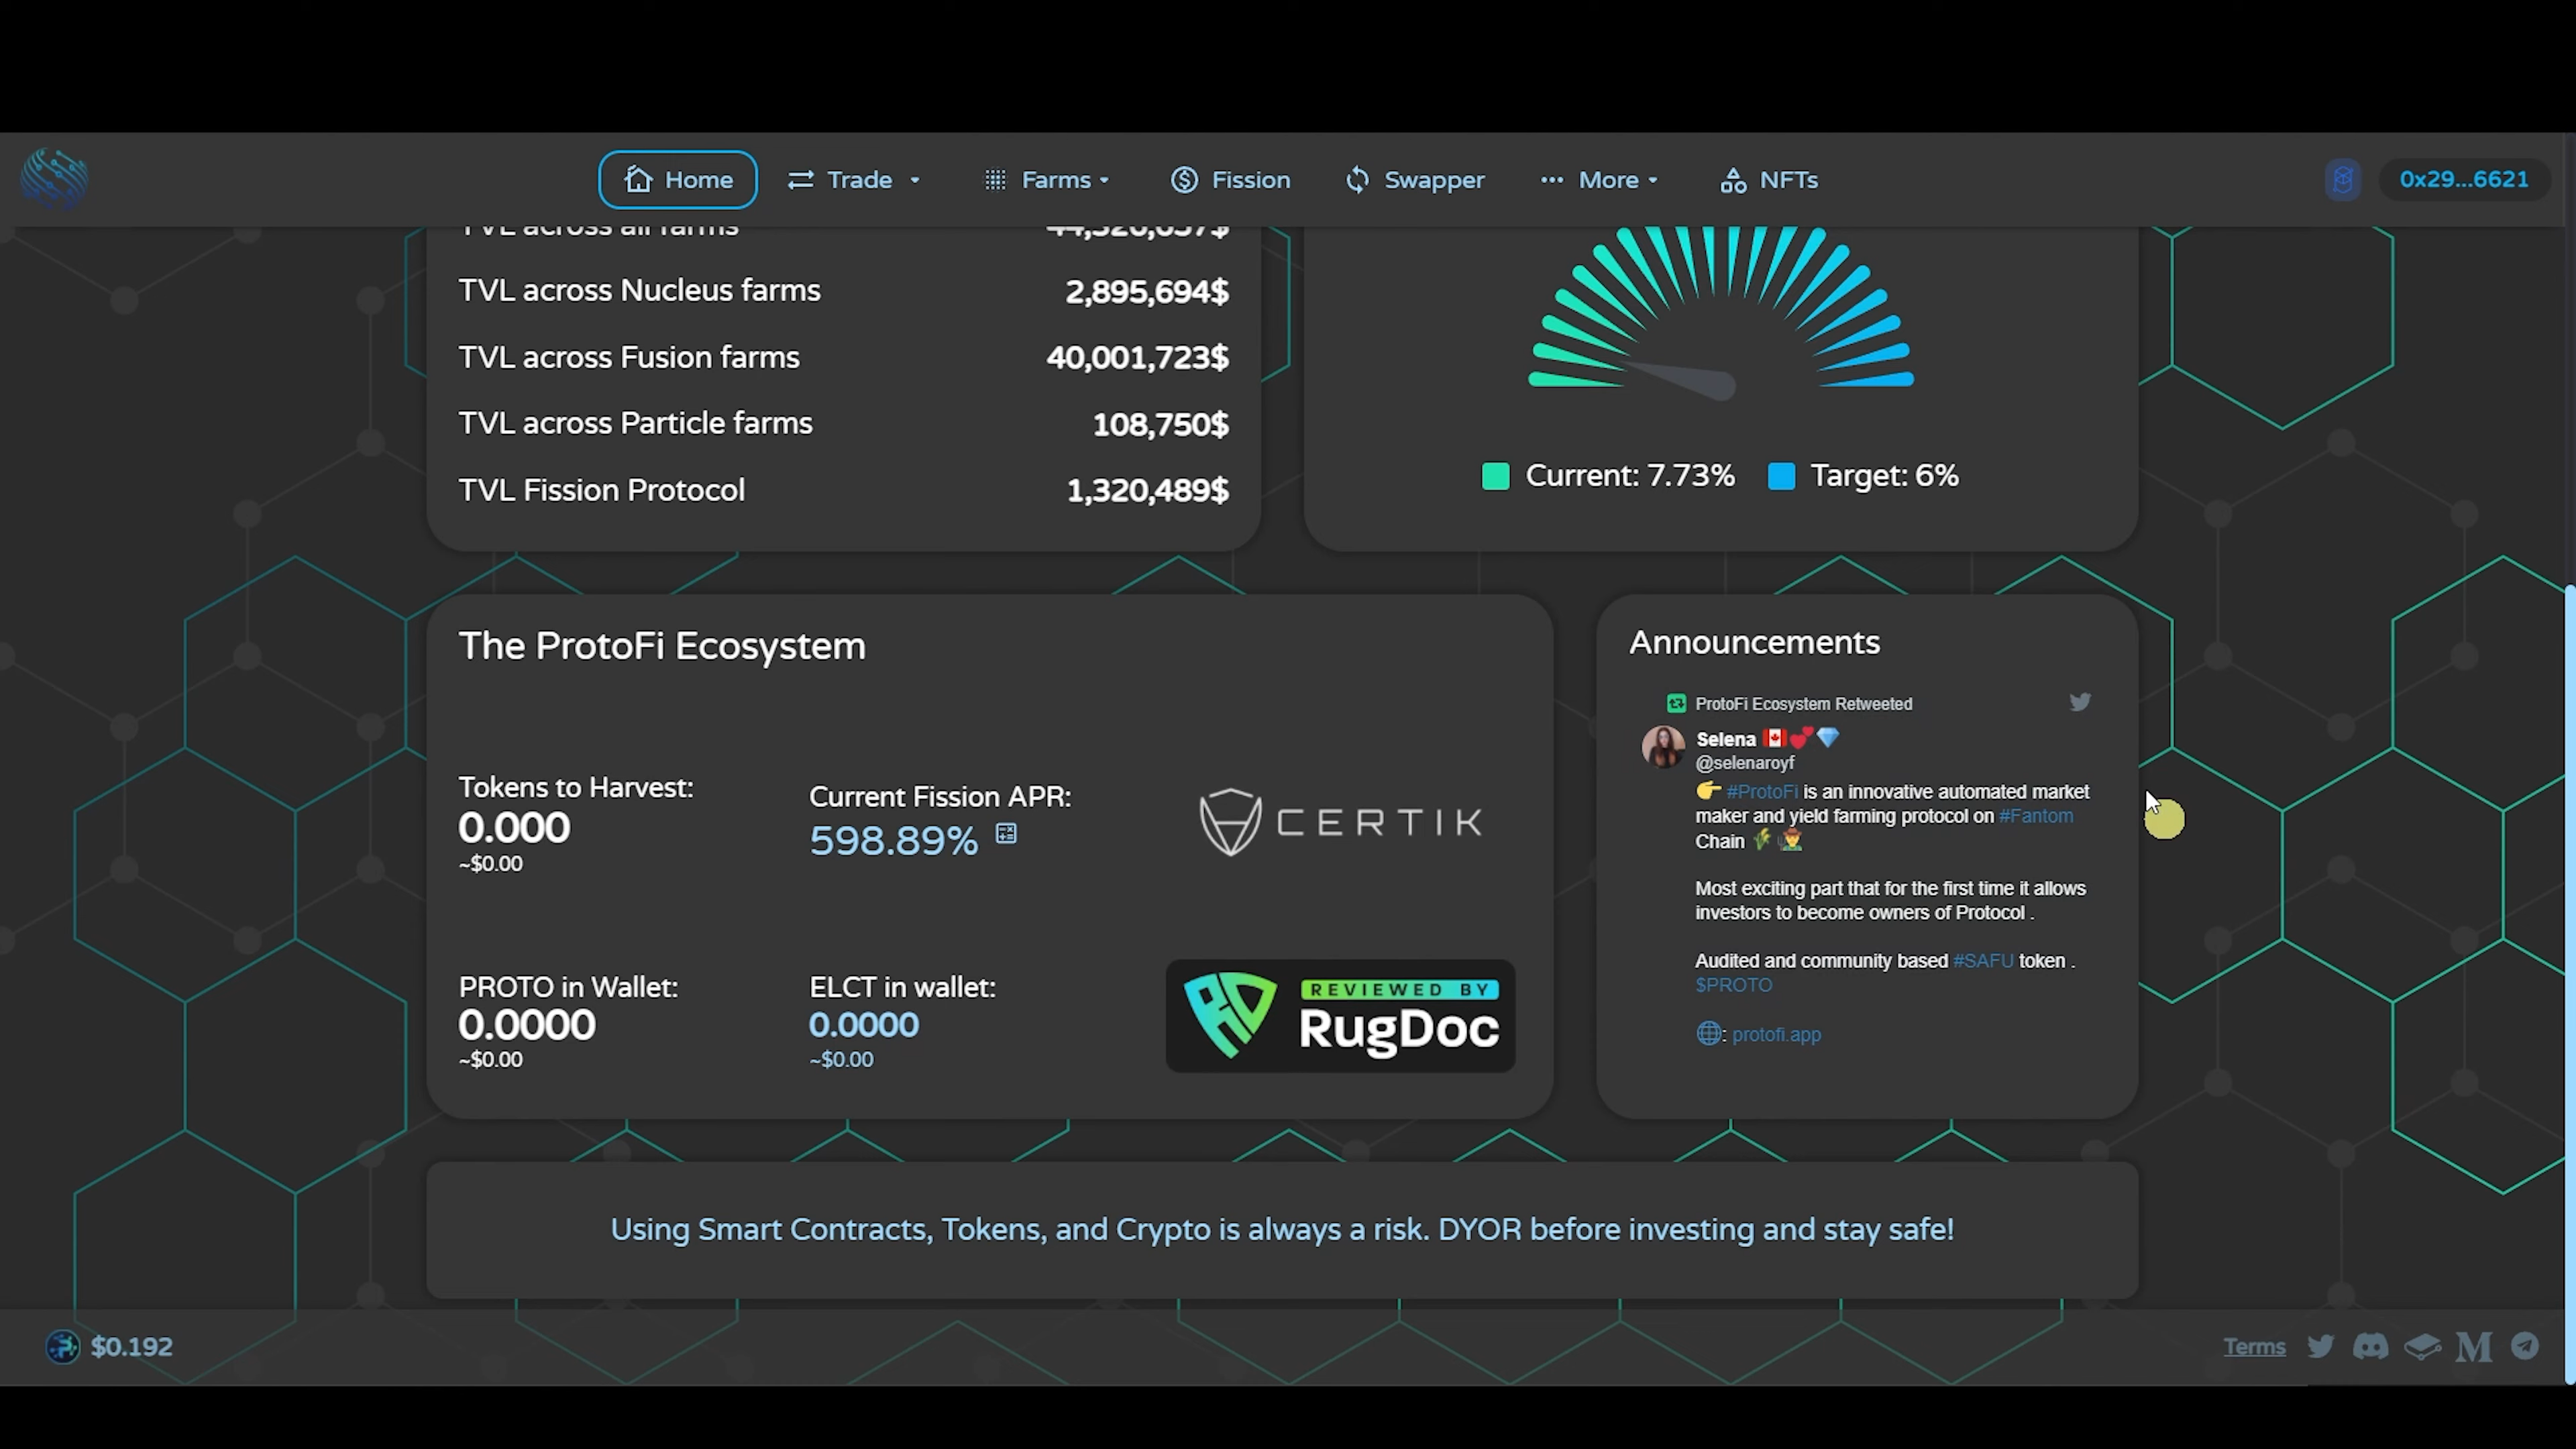 Home
Trade
Farms
Fission
Swapper
More
NFTs
0x29...6621
TVL across all farms
TVL across Nucleus farms 2,895,694$
TVL across Fusion farms 40,001,723$
TVL across Particle farms 108,750$
TVL Fission Protocol 1,320,489$
Current: 7.73% Target: 6%
The ProtoFi Ecosystem
Tokens to Harvest:
0.000
~$0.00
Current Fission APR:
598.89%
CERTIK
PROTO in Wallet:
0.0000
~$0.00
ELCT in wallet:
0.0000
~$0.00
REVIEWED BY
RugDoc
Announcements
ProtoFi Ecosystem Retweeted
Selena 🇨🇦💕💎
@selenaroyf
👉 #ProtoFi is an innovative automated market
maker and yield farming protocol on #Fantom
Chain 🌾 👨‍🌾
Most exciting part that for the first time it allows
investors to become owners of Protocol .
Audited and community based #SAFU token .
$PROTO
🌐: protofi.app
Using Smart Contracts, Tokens, and Crypto is always a risk. DYOR before investing and stay safe!
$0.192
Terms